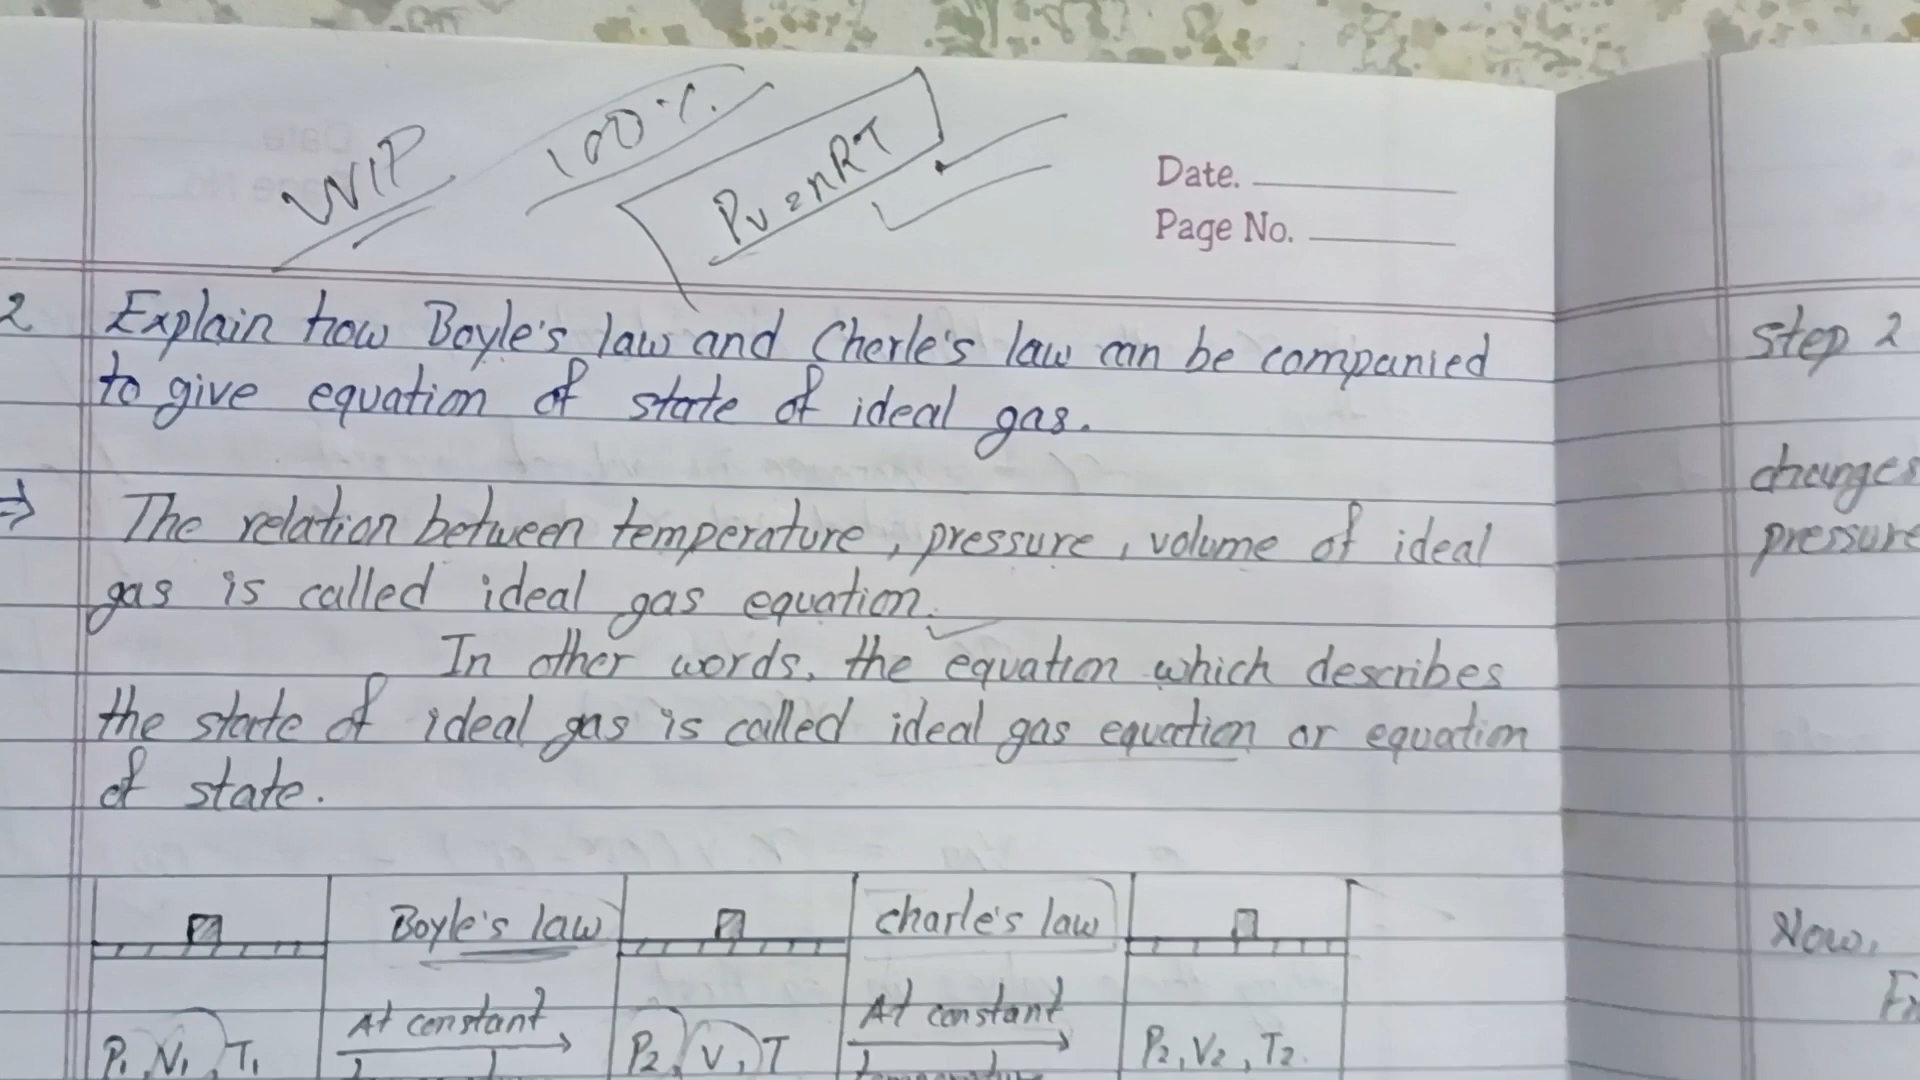 VVIP
100%.
Pv = nRT
Date.
Page No.
2 Explain how Boyle's law and Cherle's law can be companied
to give equation of state of ideal gas.
⇒ The relation between temperature, pressure, volume of ideal
gas is called ideal gas equation.
In other words, the equation which describes
the state of ideal gas is called ideal gas equation or equation
of state.
Boyle's law charle's law
At constant At constant
P₁, V₁, T₁ P₂, V, T P₂, V₂, T₂.
step 2
changes
pressure
Now,